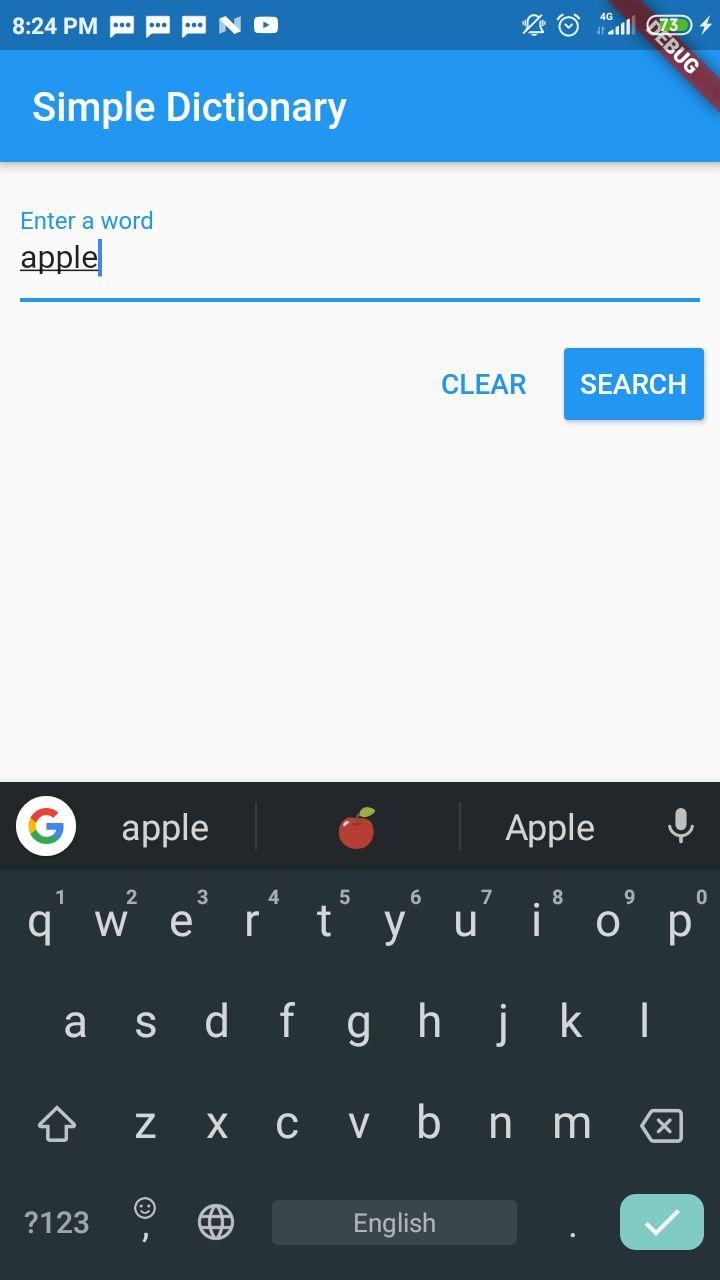 8:24 PM 4G 73
DEBUG
Simple Dictionary
Enter a word
apple
CLEAR SEARCH
G apple Apple
q1 w2 e3 r4 t5 y6 u7 i8 o9 p0
a s d f g h j k l
z x c v b n m
?123 , English .